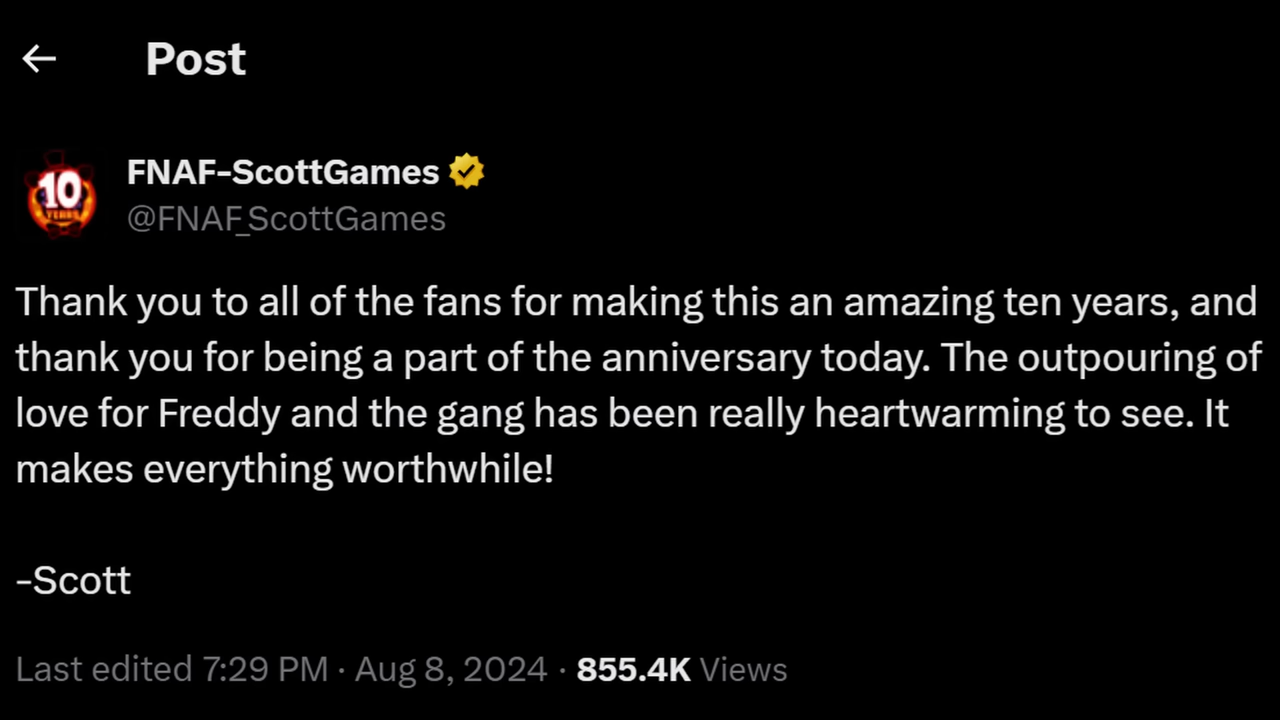 Post
10
YEARS
FNAF-ScottGames
@FNAF_ScottGames
Thank you to all of the fans for making this an amazing ten years, and
thank you for being a part of the anniversary today. The outpouring of
love for Freddy and the gang has been really heartwarming to see. It
makes everything worthwhile!
-Scott
Last edited 7:29 PM · Aug 8, 2024 · 855.4K Views